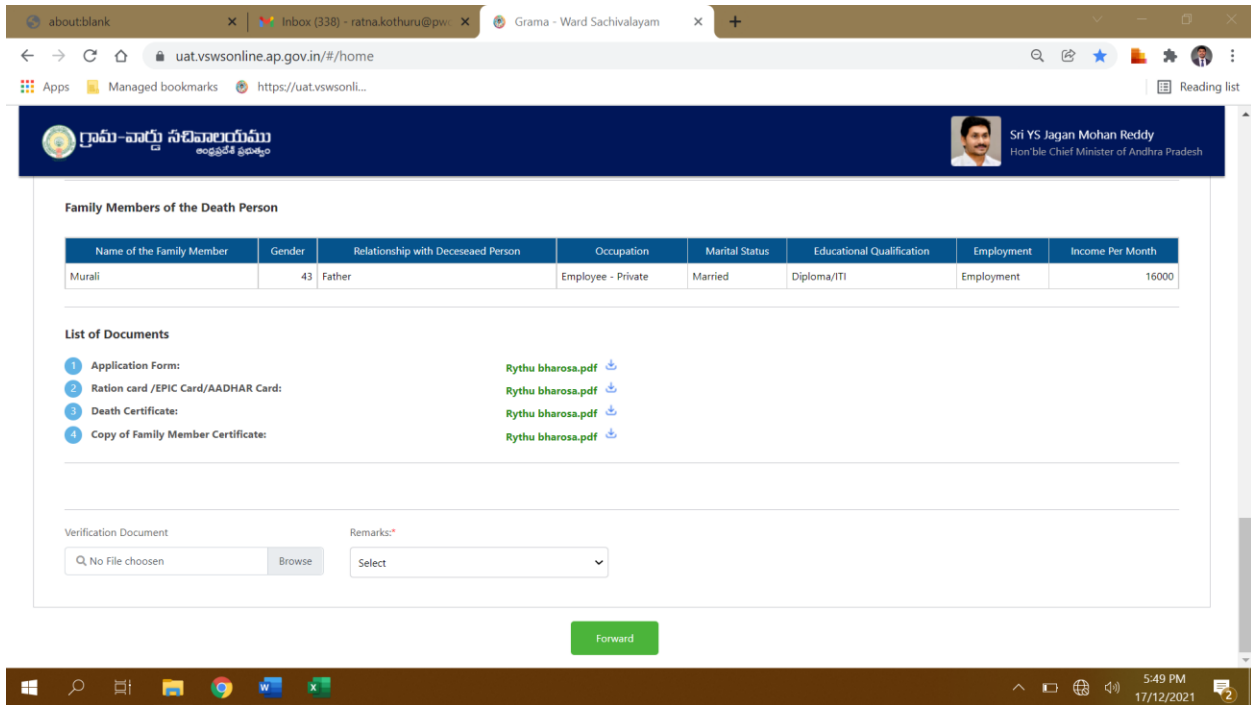 about:blank
Inbox (338) - ratna.kothuru@pwc
Grama - Ward Sachivalayam
uat.vswsonline.ap.gov.in/#/home
Apps Managed bookmarks https://uat.vswsonli... Reading list
గ్రామ-వార్డు సచివాలయము
ఆంధ్రప్రదేశ్ ప్రభుత్వం
Sri YS Jagan Mohan Reddy
Hon'ble Chief Minister of Andhra Pradesh
Family Members of the Death Person
Name of the Family Member Gender Relationship with Deceseaed Person Occupation Marital Status Educational Qualification Employment Income Per Month
Murali 43 Father Employee - Private Married Diploma/ITI Employment 16000
List of Documents
1 Application Form: Rythu bharosa.pdf
2 Ration card /EPIC Card/AADHAR Card: Rythu bharosa.pdf
3 Death Certificate: Rythu bharosa.pdf
4 Copy of Family Member Certificate: Rythu bharosa.pdf
Verification Document Remarks:*
No File choosen Browse Select
Forward
5:49 PM
17/12/2021
2